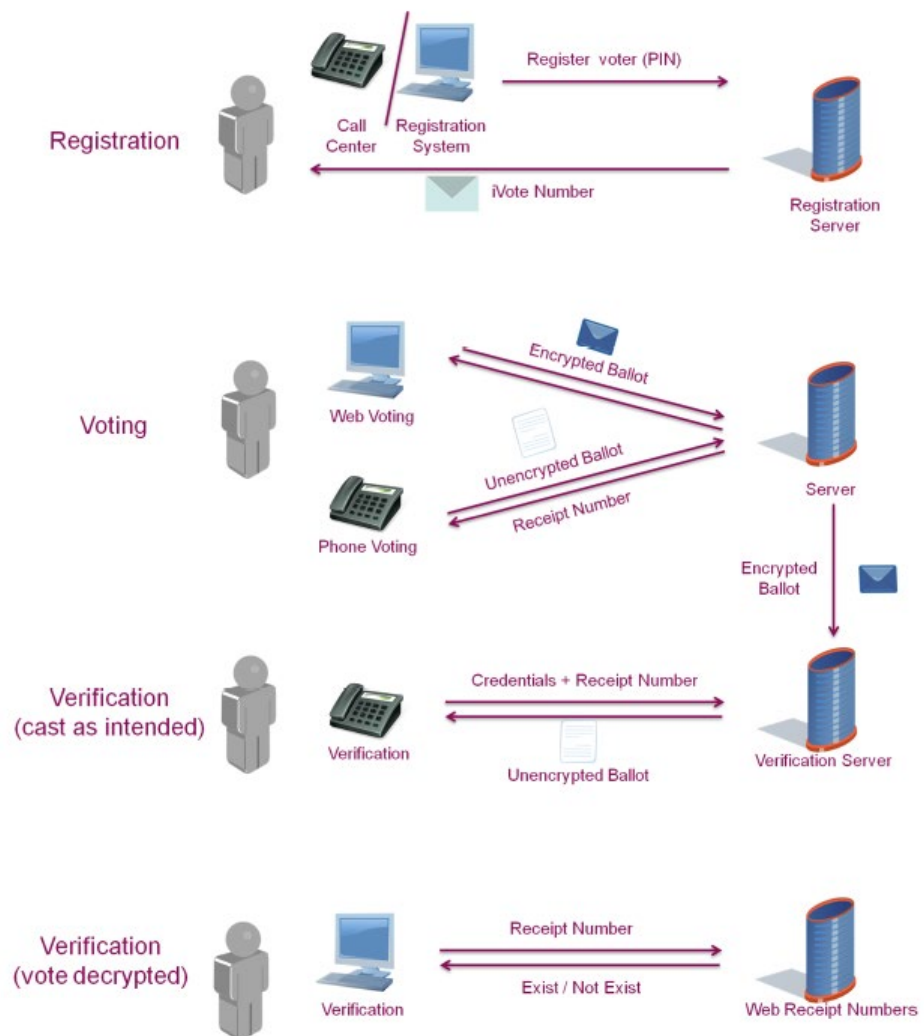 Register voter (PIN)
Registration
Call
Center
Registration
System
iVote Number
Registration
Server
Encrypted Ballot
Web Voting
Voting
Unencrypted Ballot
Receipt Number
Server
Phone Voting
Encrypted
Ballot
Verification
(cast as intended)
Credentials + Receipt Number
Verification
Unencrypted Ballot
Verification Server
Verification
(vote decrypted)
Receipt Number
Exist / Not Exist
Verification
Web Receipt Numbers